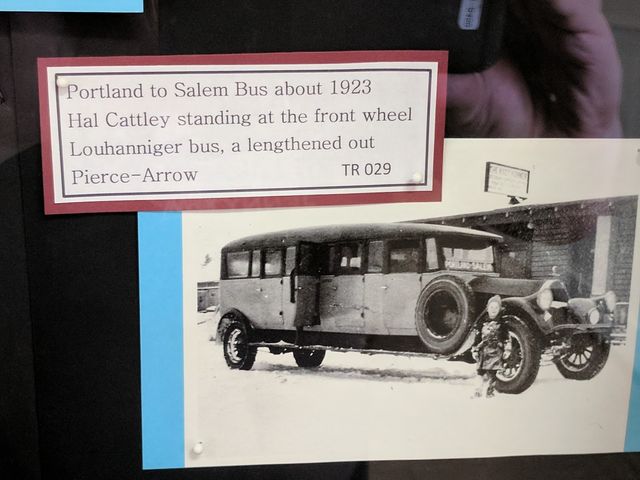 Portland to Salem Bus about 1923
Hal Cattley standing at the front wheel
Louhanniger bus, a lengthened out
Pierce-Arrow TR 029